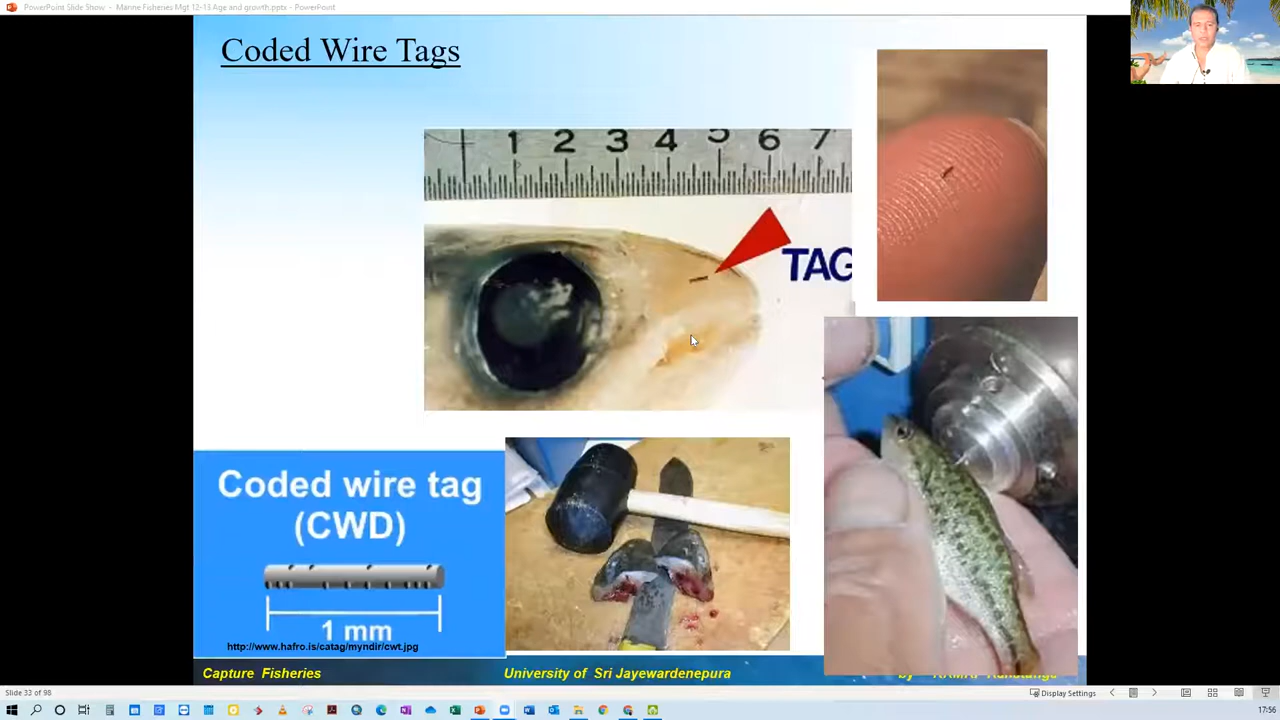 PowerPoint Slide Show - Marine Fisheries Mgt 12-13 Age and growth.pptx - PowerPoint
Coded Wire Tags
1 2 3 4 5 6 7
TAG
Coded wire tag
(CWD)
1 mm
http://www.hafro.is/catag/myndir/cwt.jpg
Capture Fisheries
University of Sri Jayewardenepura
by
Slide 33 of 98
Display Settings
17:56